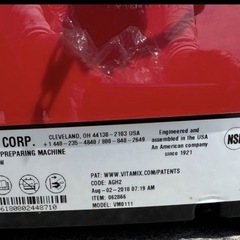 CORP.
CLEVELAND, OH 44138-2103 USA
+1 440-235-4840 / 800-848-2649
PREPARING MACHINE
WWW.VITAMIX.COM/PATENTS
CODE: AGH2
Aug-02-2018 07:19 AM
ITEM: 062866
MODEL: VM0111
Engineered and
assembled in the USA
An American company
since 1921
NSF